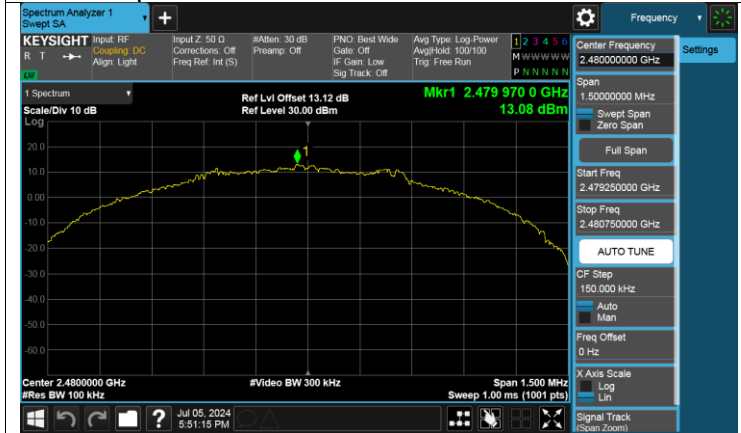 Spectrum Analyzer 1
Swept SA
+
Frequency
KEYSIGHT
R T
LXI
Input: RF
Coupling: DC
Align: Light
Input Z: 50 Ω
Corrections: Off
Freq Ref: Int (S)
#Atten: 30 dB
Preamp: Off
PNO: Best Wide
Gate: Off
IF Gain: Low
Sig Track: Off
Avg Type: Log-Power
Avg|Hold: 100/100
Trig: Free Run
1 2 3 4 5 6
M W W W W W
P N N N N N
1 Spectrum
Scale/Div 10 dB
Log
Ref Lvl Offset 13.12 dB
Ref Level 30.00 dBm
Mkr1 2.479 970 0 GHz
13.08 dBm
1
20.0
10.0
0.00
-10.0
-20.0
-30.0
-40.0
-50.0
-60.0
Center 2.4800000 GHz
#Res BW 100 kHz
#Video BW 300 kHz
Span 1.500 MHz
Sweep 1.00 ms (1001 pts)
?
Jul 05, 2024
5:51:15 PM
Center Frequency
2.480000000 GHz
Settings
Span
1.50000000 MHz
Swept Span
Zero Span
Full Span
Start Freq
2.479250000 GHz
Stop Freq
2.480750000 GHz
AUTO TUNE
CF Step
150.000 kHz
Auto
Man
Freq Offset
0 Hz
X Axis Scale
Log
Lin
Signal Track
(Span Zoom)